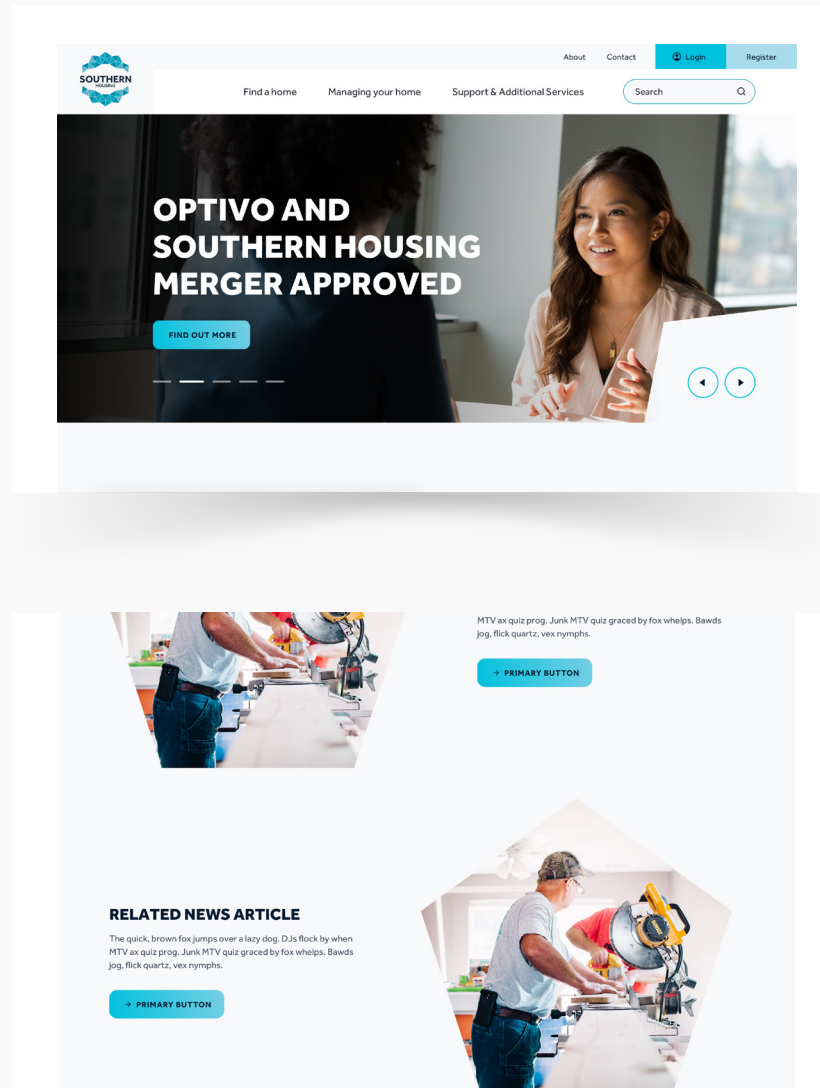 About
Contact
Login
Register
SOUTHERN
HOUSING
Find a home
Managing your home
Support & Additional Services
Search
OPTIVO AND
SOUTHERN HOUSING
MERGER APPROVED
FIND OUT MORE
MTV ax quiz prog. Junk MTV quiz graced by fox whelps. Bawds
jog, flick quartz, vex nymphs.
→ PRIMARY BUTTON
RELATED NEWS ARTICLE
The quick, brown fox jumps over a lazy dog. DJs flock by when
MTV ax quiz prog. Junk MTV quiz graced by fox whelps. Bawds
jog, flick quartz, vex nymphs.
→ PRIMARY BUTTON